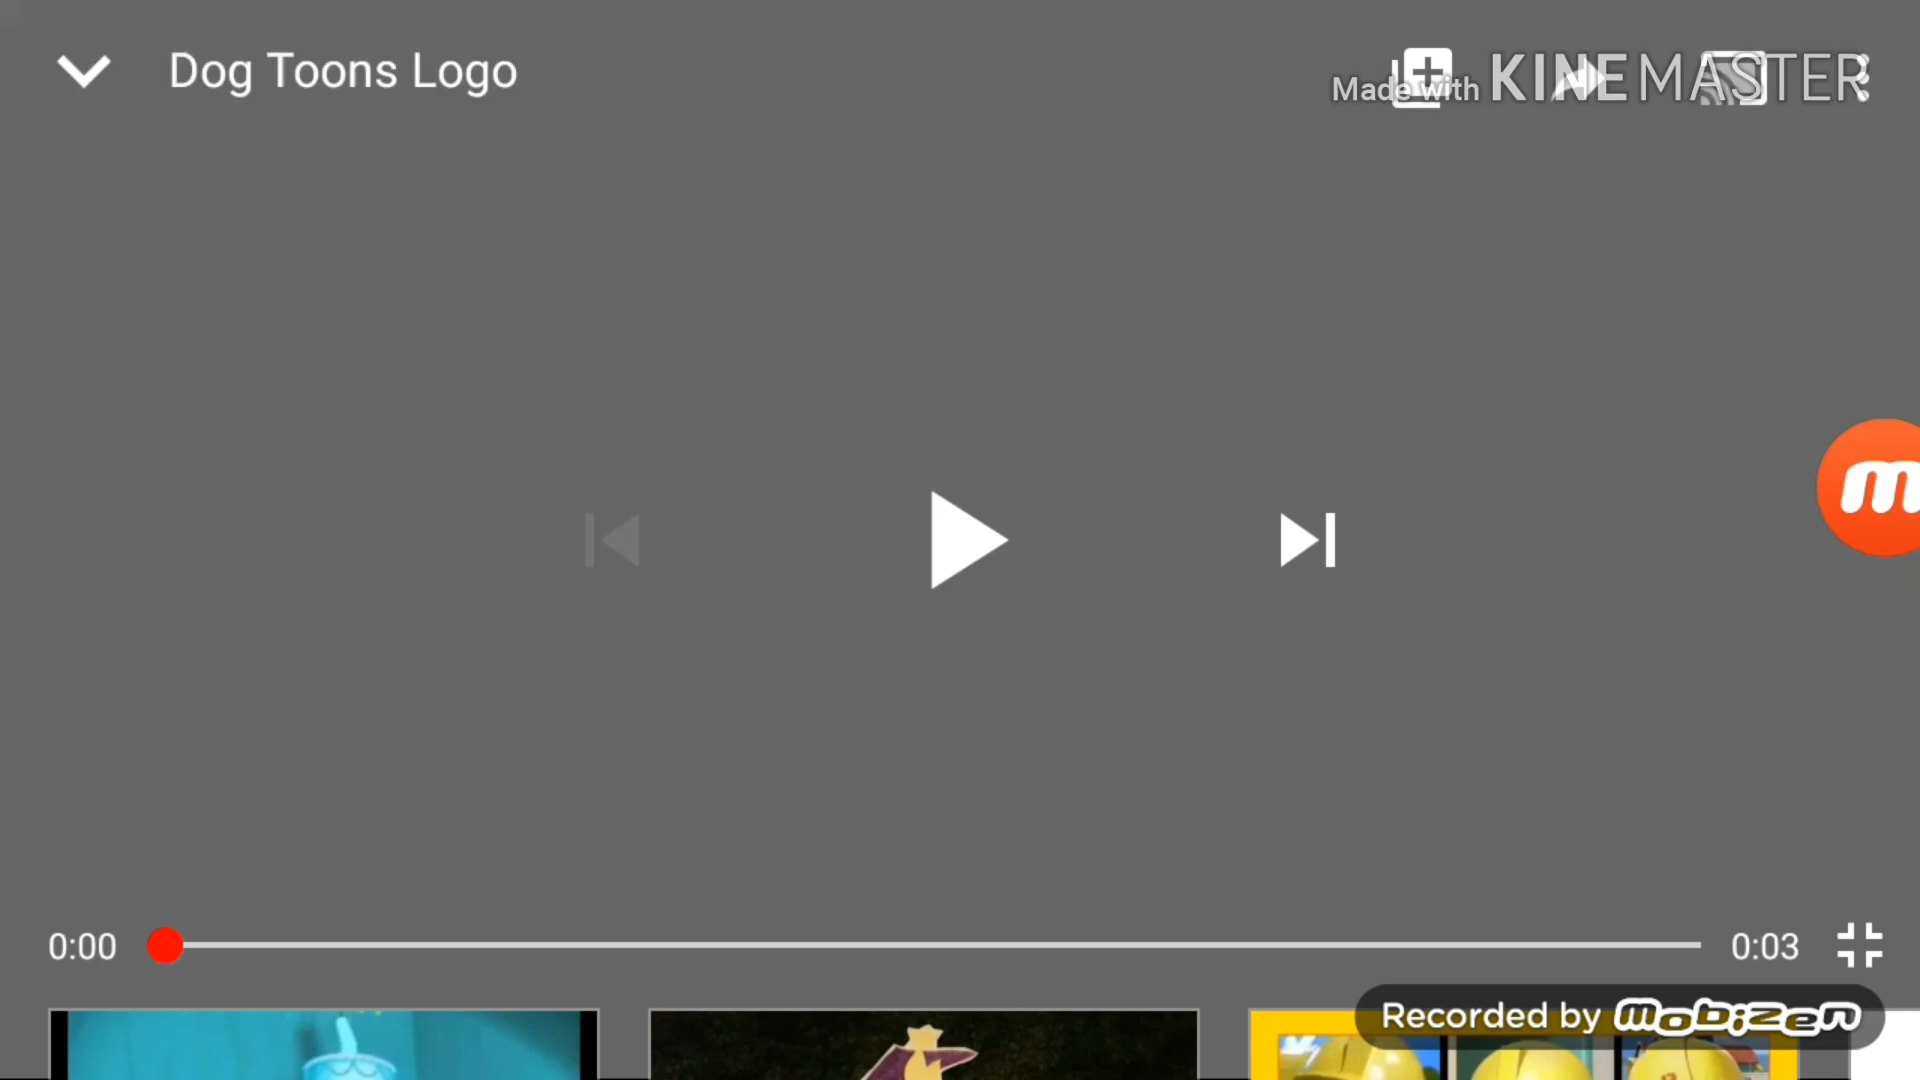 Dog Toons Logo
Made with KINEMASTER
m
0:00
0:03
Recorded by mobizen